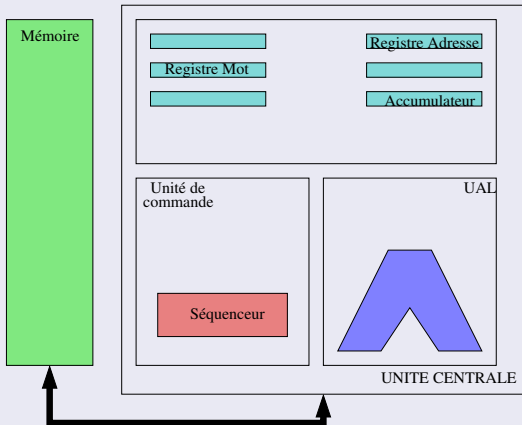 Mémoire
Registre Adresse
Registre Mot
Accumulateur
Unité de
commande
UAL
Séquenceur
UNITE CENTRALE